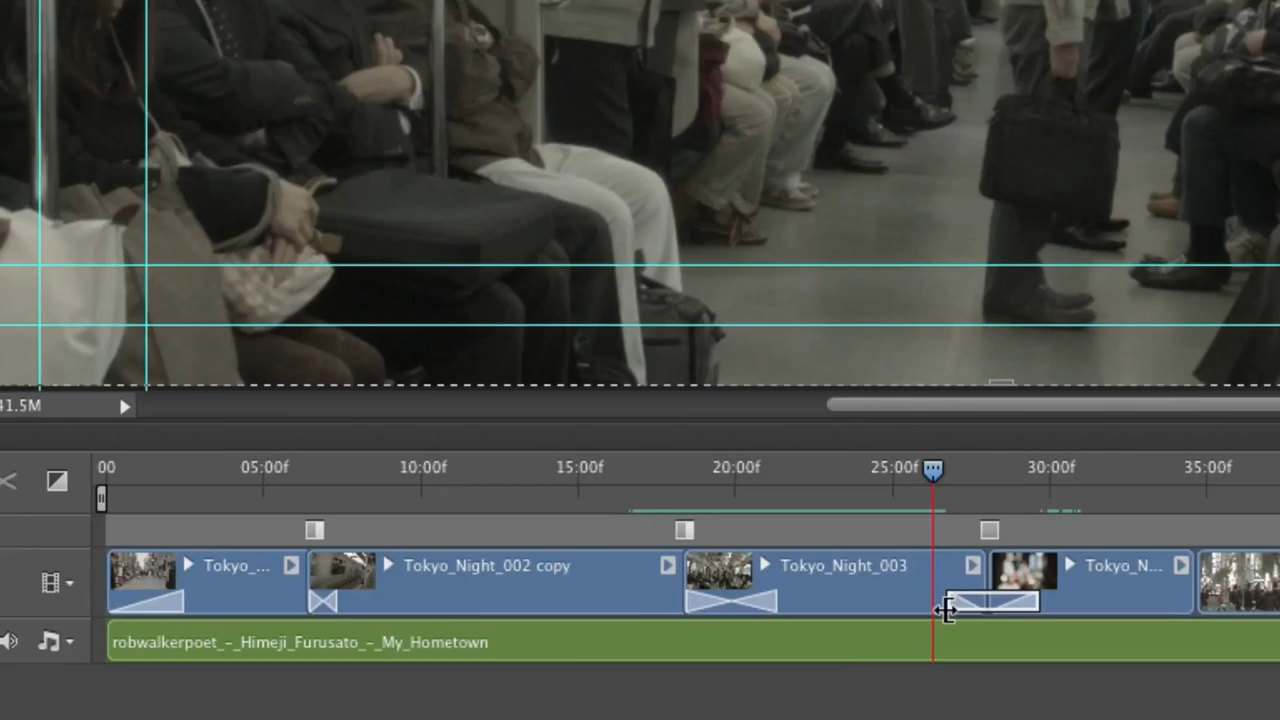 41.5M
00 05:00f 10:00f 15:00f 20:00f 25:00f 30:00f 35:00f
Tokyo_... Tokyo_Night_002 copy Tokyo_Night_003 Tokyo_N...
robwalkerpoet_-_Himeji_Furusato_-_My_Hometown